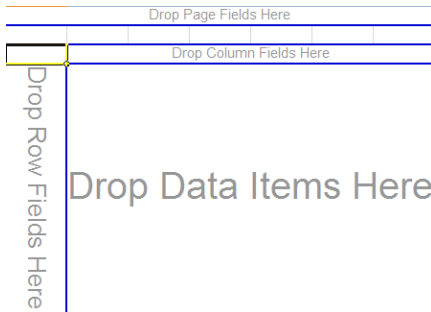 Drop Page Fields Here
Drop Column Fields Here
Drop Row Fields Here
Drop Data Items Here